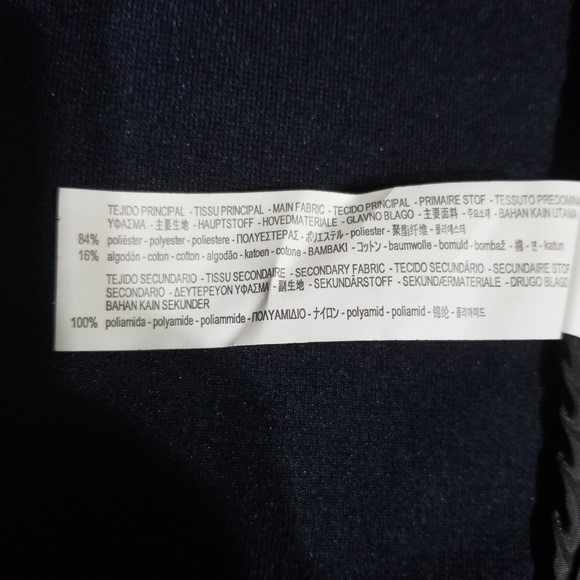 TEJIDO PRINCIPAL - TISSU PRINCIPAL - MAIN FABRIC - TECIDO PRINCIPAL - PRIMAIRE STOF - TESSUTO PREDOMINA
ΥΦΑΣΜΑ - 主要生地 - HAUPTSTOFF - HOVEDMATERIALE - GLAVNO BLAGO - 主要面料 - 주요소재 - BAHAN KAIN UTAMA
84% poliéster - polyester - poliestere - ΠΟΛΥΕΣΤΕΡΑΣ - ポリエステル - poliester - 聚酯纤维 - 폴리에스터
16% algodón - coton - cotton - algodão - katoen - cotone - BAMBAKI - コットン - baumwolle - bomuld - bombaž - 棉 - 면 - kattun
TEJIDO SECUNDARIO - TISSU SECONDAIRE - SECONDARY FABRIC - TECIDO SECUNDÁRIO - SECUNDAIRE STOF
SECONDARIO - ΔΕΥΤΕΡΕΥΟΝ ΥΦΑΣΜΑ - 副生地 - SEKUNDÄRSTOFF - SEKUNDÆRMATERIALE - DRUGO BLAGO
BAHAN KAIN SEKUNDER
100% poliamida - polyamide - poliammide - ΠΟΛΥΑΜΙΔΙΟ - ナイロン - polyamid - poliamid - 锦纶 - 폴리아미드